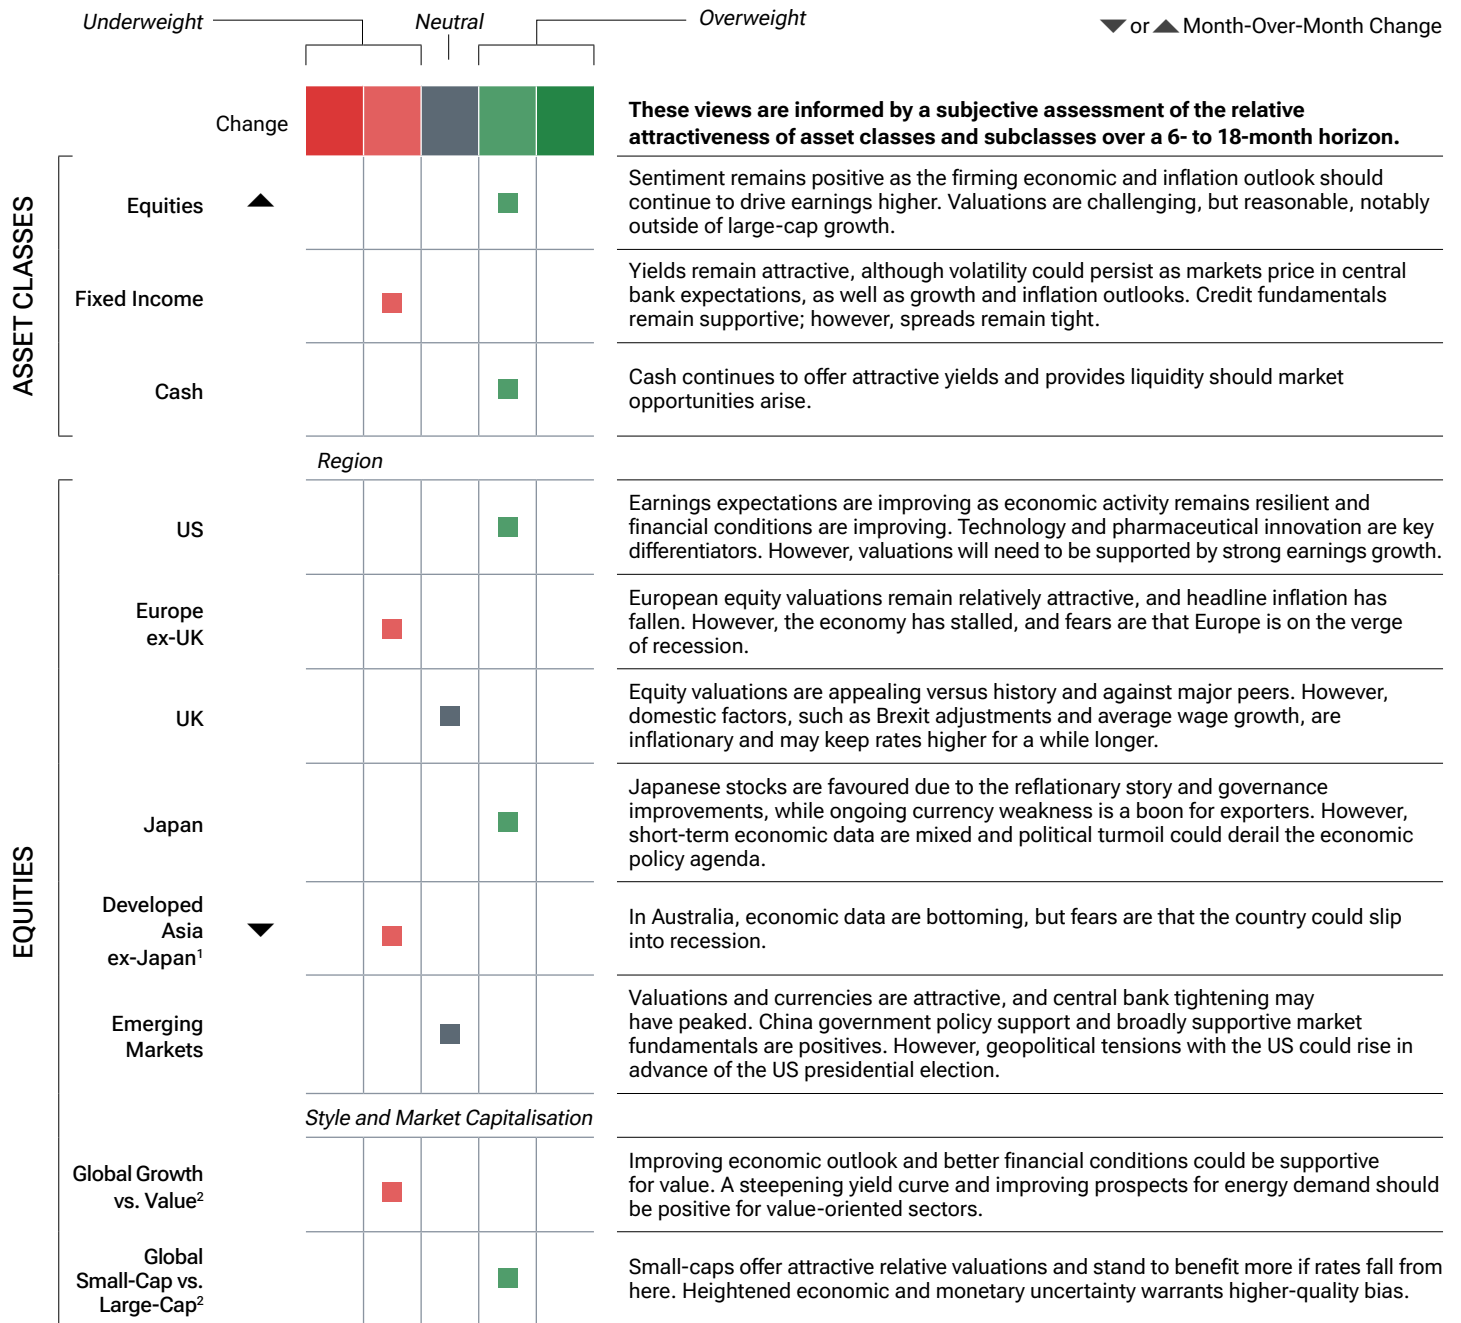 Underweight
Neutral
Overweight
▼ or ▲ Month-Over-Month Change
Change
These views are informed by a subjective assessment of the relative
attractiveness of asset classes and subclasses over a 6- to 18-month horizon.
ASSET CLASSES
Equities
▲
Sentiment remains positive as the firming economic and inflation outlook should
continue to drive earnings higher. Valuations are challenging, but reasonable, notably
outside of large-cap growth.
Fixed Income
Yields remain attractive, although volatility could persist as markets price in central
bank expectations, as well as growth and inflation outlooks. Credit fundamentals
remain supportive; however, spreads remain tight.
Cash
Cash continues to offer attractive yields and provides liquidity should market
opportunities arise.
Region
EQUITIES
US
Earnings expectations are improving as economic activity remains resilient and
financial conditions are improving. Technology and pharmaceutical innovation are key
differentiators. However, valuations will need to be supported by strong earnings growth.
Europe
ex-UK
European equity valuations remain relatively attractive, and headline inflation has
fallen. However, the economy has stalled, and fears are that Europe is on the verge
of recession.
UK
Equity valuations are appealing versus history and against major peers. However,
domestic factors, such as Brexit adjustments and average wage growth, are
inflationary and may keep rates higher for a while longer.
Japan
Japanese stocks are favoured due to the reflationary story and governance
improvements, while ongoing currency weakness is a boon for exporters. However,
short-term economic data are mixed and political turmoil could derail the economic
policy agenda.
Developed
Asia
ex-Japan¹
▼
In Australia, economic data are bottoming, but fears are that the country could slip
into recession.
Emerging
Markets
Valuations and currencies are attractive, and central bank tightening may
have peaked. China government policy support and broadly supportive market
fundamentals are positives. However, geopolitical tensions with the US could rise in
advance of the US presidential election.
Style and Market Capitalisation
Global Growth
vs. Value²
Improving economic outlook and better financial conditions could be supportive
for value. A steepening yield curve and improving prospects for energy demand should
be positive for value-oriented sectors.
Global
Small-Cap vs.
Large-Cap²
Small-caps offer attractive relative valuations and stand to benefit more if rates fall from
here. Heightened economic and monetary uncertainty warrants higher-quality bias.